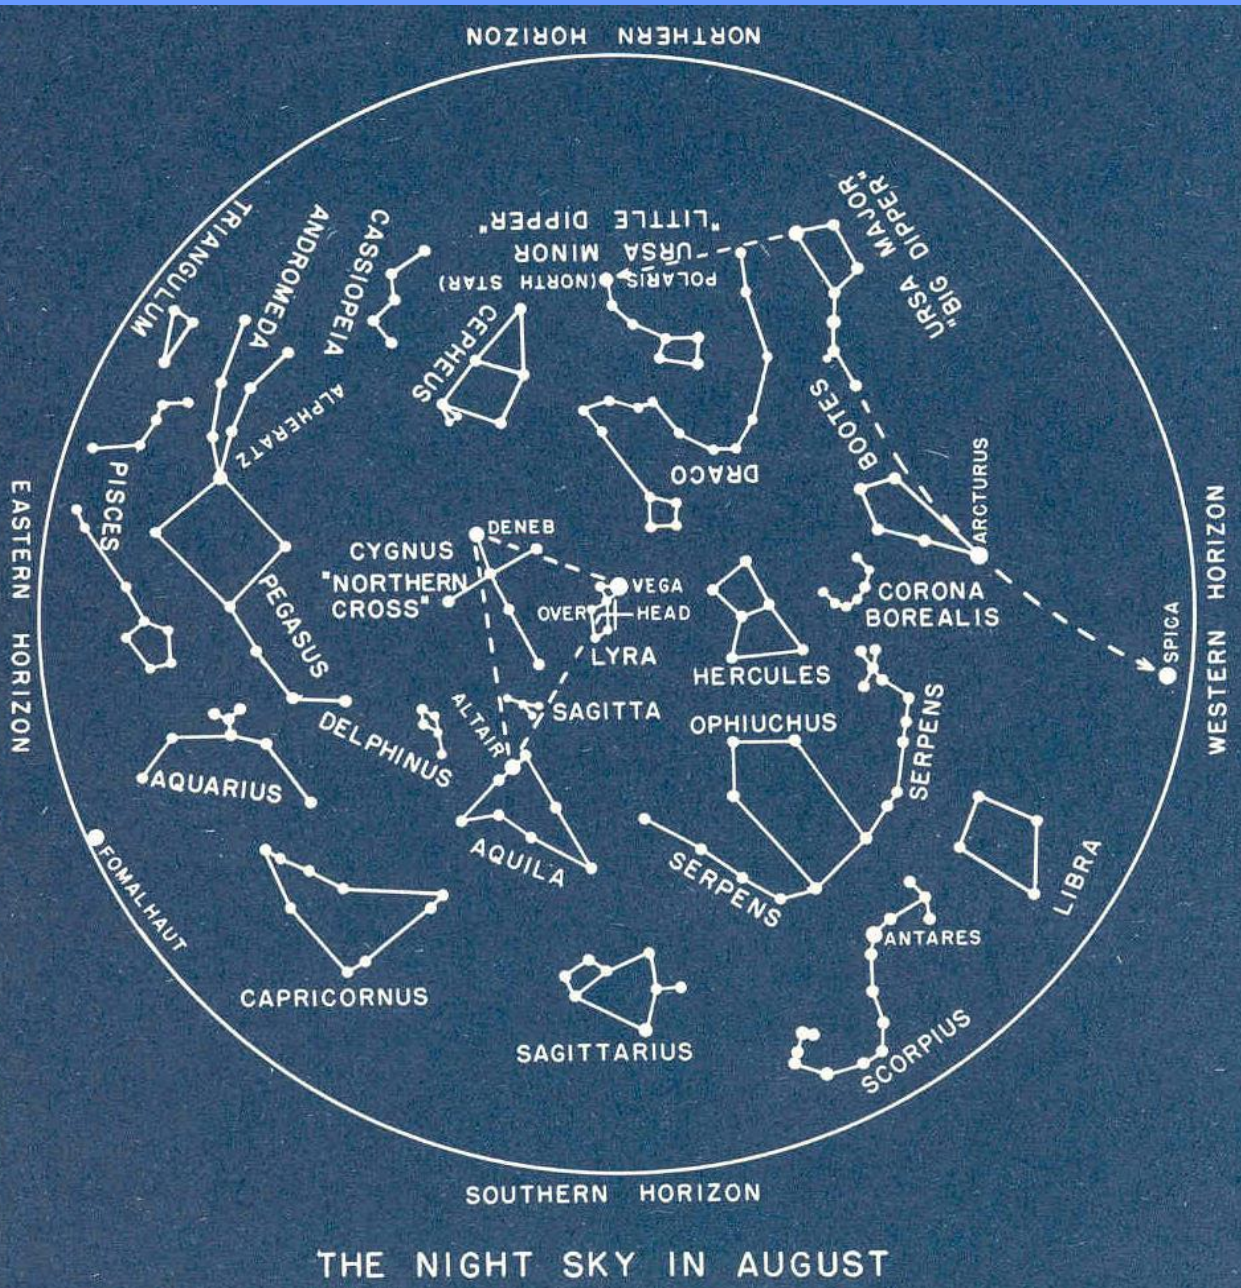 NORTHERN HORIZON
TRIANGULUM
ANDROMEDA
CASSIOPEIA
URSA MINOR
"LITTLE DIPPER"
POLARIS (NORTH STAR)
URSA MAJOR
"BIG DIPPER"
CEPHEUS
ALPHERATZ
BOOTES
DRACO
ARCTURUS
PISCES
EASTERN HORIZON
WESTERN HORIZON
DENEB
CYGNUS
"NORTHERN
CROSS"
VEGA
OVER HEAD
LYRA
CORONA
BOREALIS
SPICA
PEGASUS
HERCULES
SAGITTA
ALTAIR
OPHIUCHUS
SERPENS
DELPHINUS
AQUARIUS
AQUILA
SERPENS
LIBRA
FOMALHAUT
ANTARES
CAPRICORNUS
SAGITTARIUS
SCORPIUS
SOUTHERN HORIZON
THE NIGHT SKY IN AUGUST